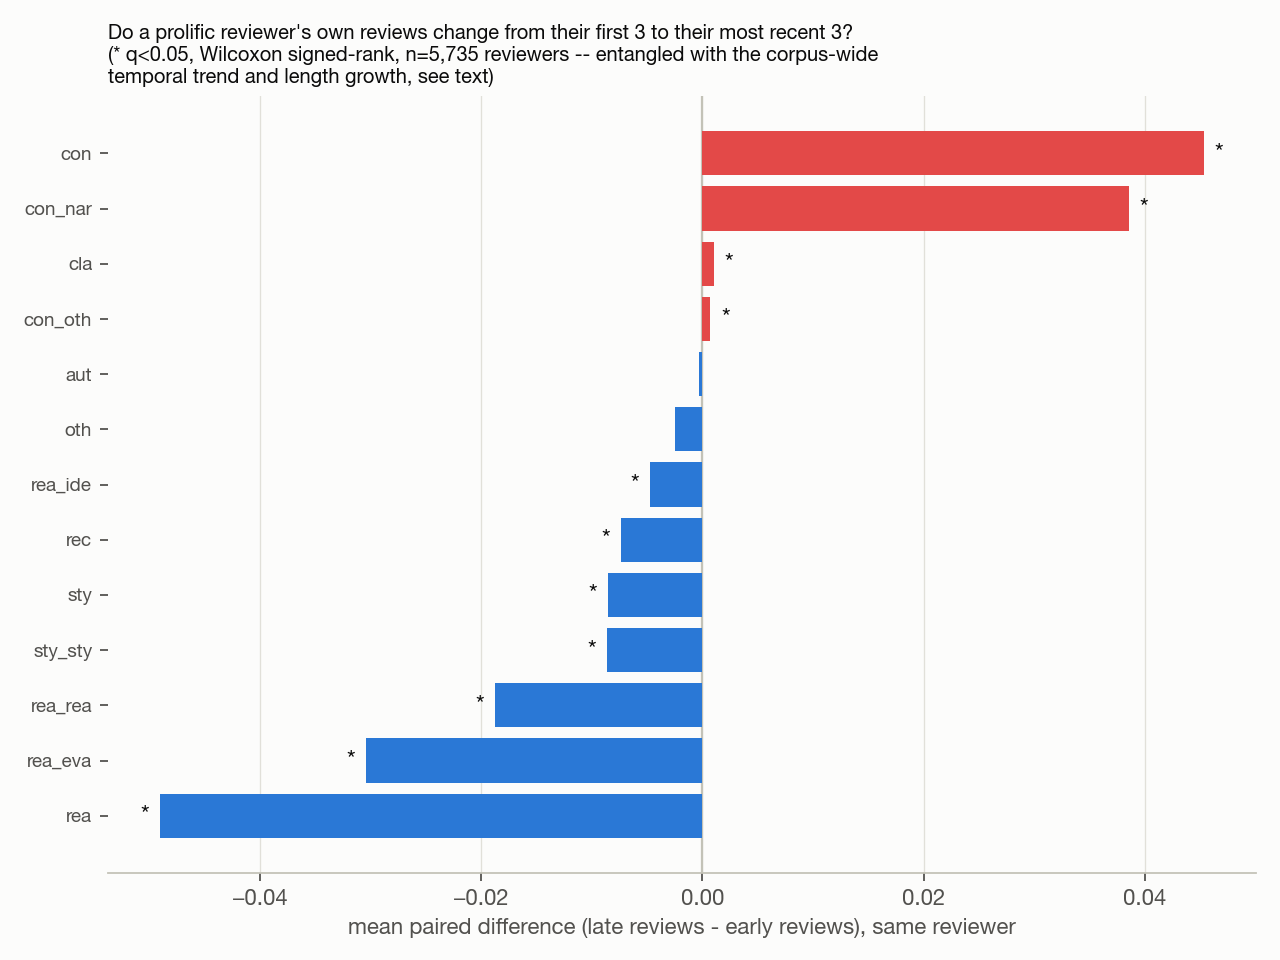 Do a prolific reviewer's own reviews change from their first 3 to their most recent 3?
(* q<0.05, Wilcoxon signed-rank, n=5,735 reviewers -- entangled with the corpus-wide
temporal trend and length growth, see text)
con
*
con_nar
*
cla
*
con_oth
*
aut
oth
rea_ide
*
rec
*
sty
*
sty_sty
*
rea_rea
*
rea_eva
*
rea
*
−0.04
−0.02
0.00
0.02
0.04
mean paired difference (late reviews - early reviews), same reviewer